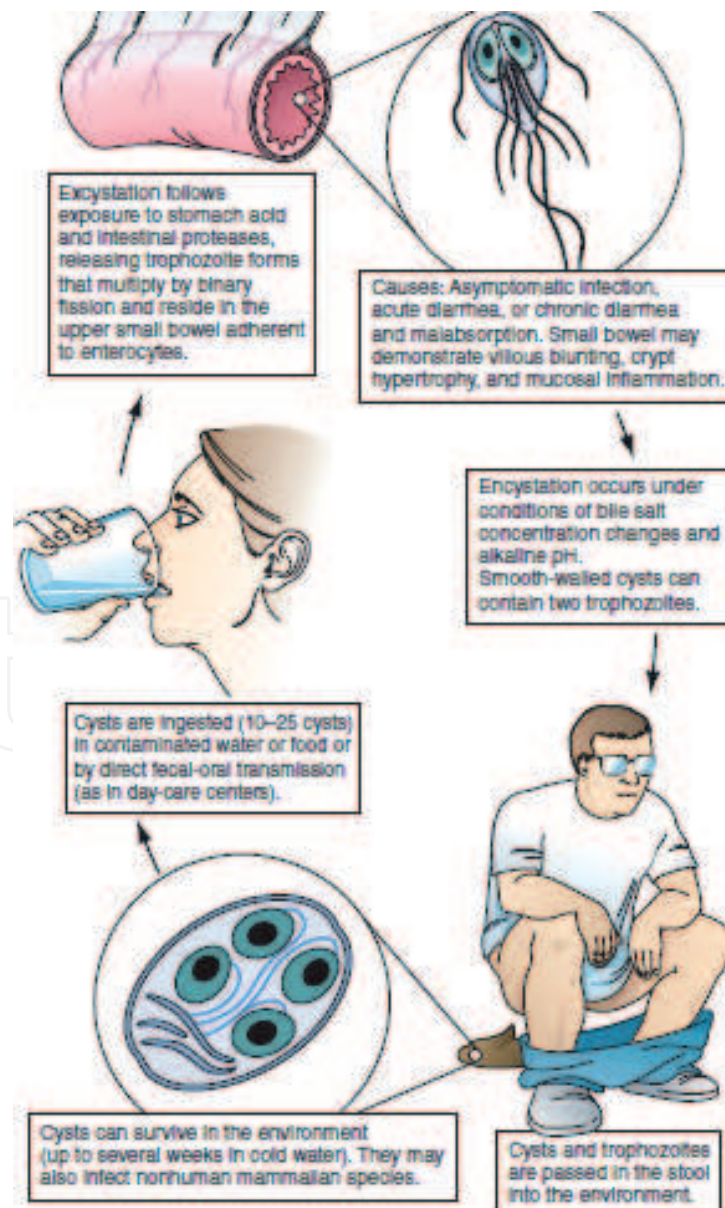 Excystation follows
exposure to stomach acid
and intestinal proteases,
releasing trophozoite forms
that multiply by binary
fission and reside in the
upper small bowel adherent
to enterocytes.
Causes: Asymptomatic infection,
acute diarrhea, or chronic diarrhea
and malabsorption. Small bowel may
demonstrate villous blunting, crypt
hypertrophy, and mucosal inflammation.
Encystation occurs under
conditions of bile salt
concentration changes and
alkaline pH.
Smooth-walled cysts can
contain two trophozoites.
Cysts are ingested (10–25 cysts)
in contaminated water or food or
by direct fecal-oral transmission
(as in day-care centers).
Cysts can survive in the environment
(up to several weeks in cold water). They may
also infect nonhuman mammalian species.
Cysts and trophozoites
are passed in the stool
into the environment.